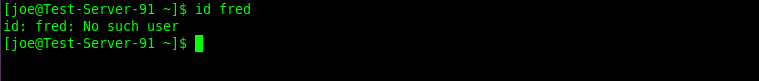 [joe@Test-Server-91 ~]$ id fred
id: fred: No such user
[joe@Test-Server-91 ~]$